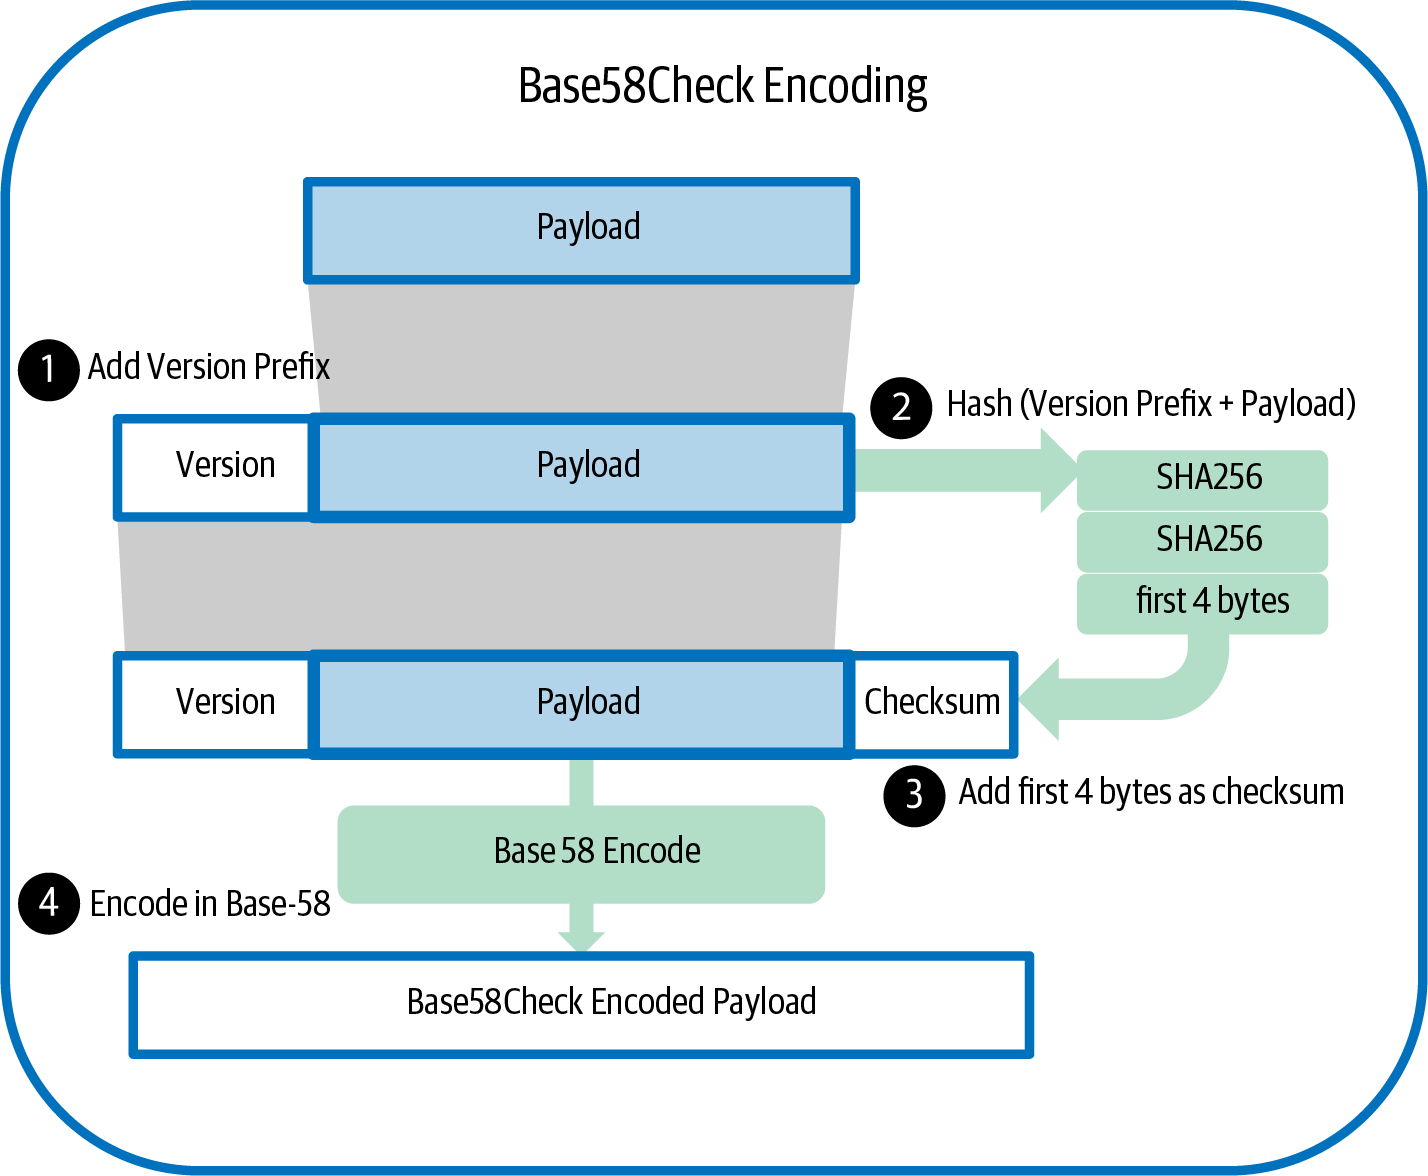 Base58Check Encoding
Payload
1 Add Version Prefix
2 Hash (Version Prefix + Payload)
Version
Payload
SHA256
SHA256
first 4 bytes
Version
Payload
Checksum
3 Add first 4 bytes as checksum
Base 58 Encode
4 Encode in Base-58
Base58Check Encoded Payload